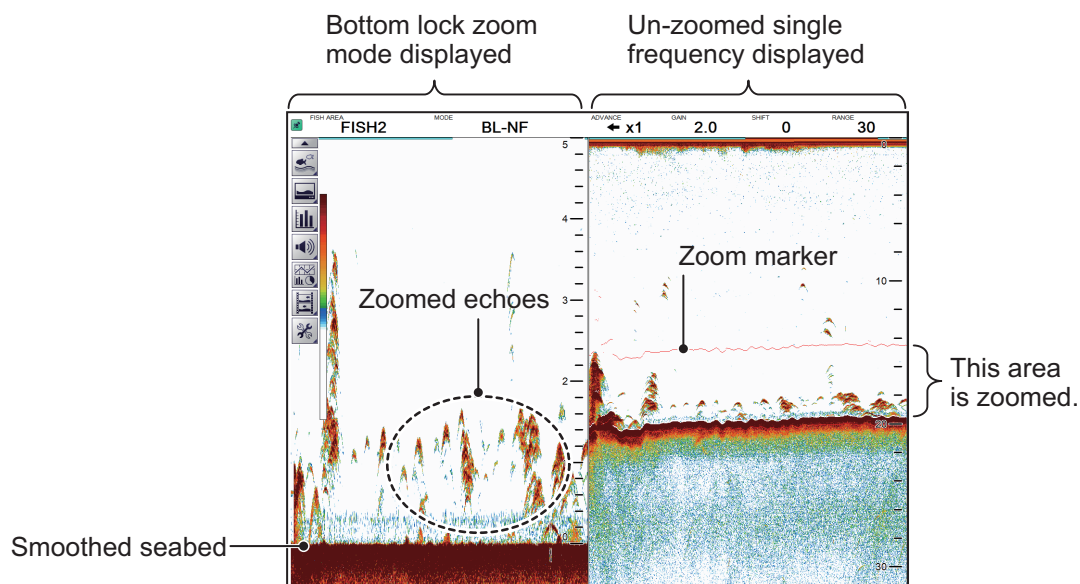 Bottom lock zoom
mode displayed
Un-zoomed single
frequency displayed
FISH AREA
FISH2
MODE
BL-NF
ADVANCE
x1
GAIN
2.0
SHIFT
0
RANGE
30
5
4
3
2
0
0
10
20
30
Zoom marker
Zoomed echoes
This area
is zoomed.
Smoothed seabed